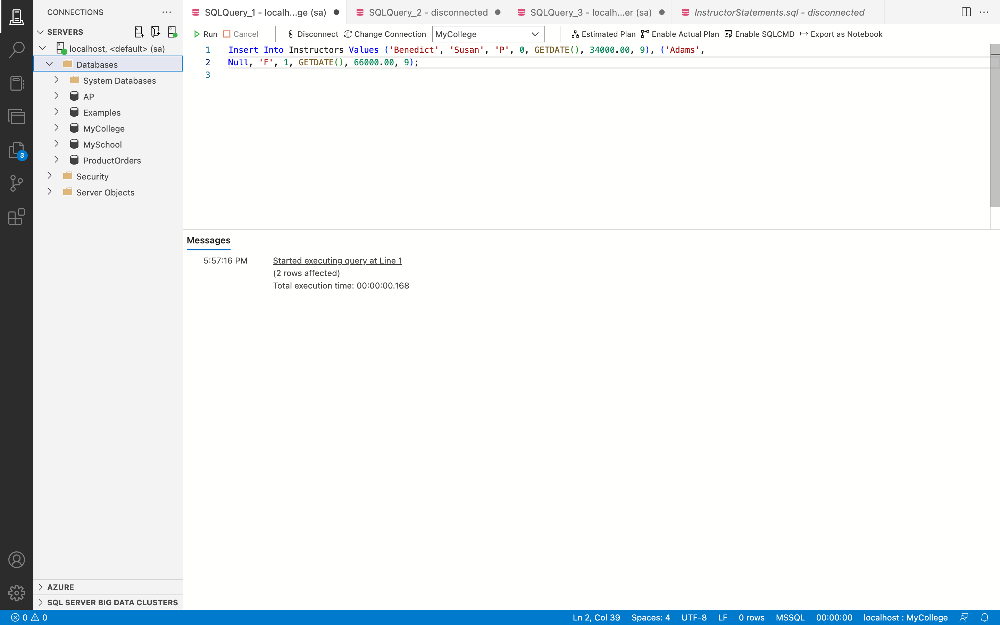 CONNECTIONS
SERVERS
localhost, <default> (sa)
Databases
System Databases
AP
Examples
MyCollege
MySchool
ProductOrders
Security
Server Objects
3
AZURE
SQL SERVER BIG DATA CLUSTERS
SQLQuery_1 - localh...ge (sa)
SQLQuery_2 - disconnected
SQLQuery_3 - localh...er (sa)
InstructorStatements.sql - disconnected
Run Cancel Disconnect Change Connection MyCollege Estimated Plan Enable Actual Plan Enable SQLCMD Export as Notebook
1 Insert Into Instructors Values ('Benedict', 'Susan', 'P', 0, GETDATE(), 34000.00, 9), ('Adams',
2 Null, 'F', 1, GETDATE(), 66000.00, 9);
3
Messages
5:57:16 PM Started executing query at Line 1
(2 rows affected)
Total execution time: 00:00:00.168
0 0 Ln 2, Col 39 Spaces: 4 UTF-8 LF 0 rows MSSQL 00:00:00 localhost : MyCollege